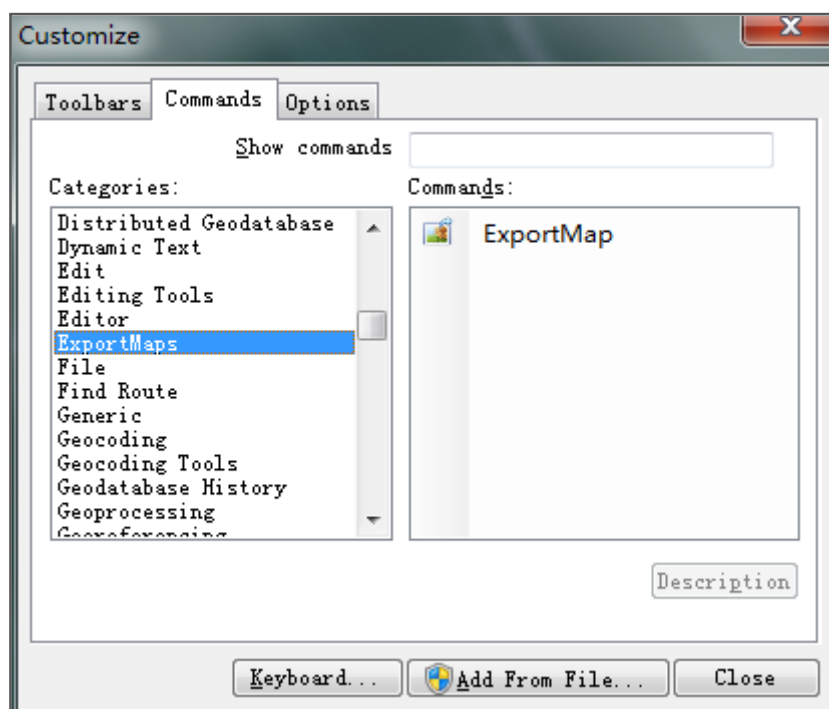 Customize
Toolbars Commands Options
Show commands
Categories:
Distributed Geodatabase
Dynamic Text
Edit
Editing Tools
Editor
ExportMaps
File
Find Route
Generic
Geocoding
Geocoding Tools
Geodatabase History
Geoprocessing
Georeferencing
Commands:
ExportMap
Description
Keyboard... Add From File... Close